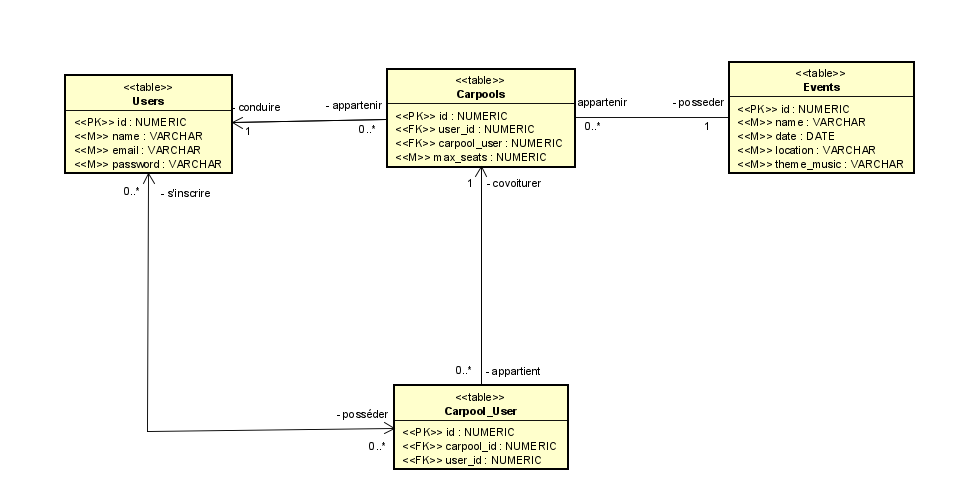 <<table>>
Users
<<PK>> id : NUMERIC
<<M>> name : VARCHAR
<<M>> email : VARCHAR
<<M>> password : VARCHAR
- conduire
1
- appartenir
0..*
<<table>>
Carpools
<<PK>> id : NUMERIC
<<FK>> user_id : NUMERIC
<<FK>> carpool_user : NUMERIC
<<M>> max_seats : NUMERIC
appartenir
0..*
- posseder
1
<<table>>
Events
<<PK>> id : NUMERIC
<<M>> name : VARCHAR
<<M>> date : DATE
<<M>> location : VARCHAR
<<M>> theme_music : VARCHAR
0..*
- s'inscrire
1
- covoiturer
0..*
- appartient
- posséder
0..*
<<table>>
Carpool_User
<<PK>> id : NUMERIC
<<FK>> carpool_id : NUMERIC
<<FK>> user_id : NUMERIC